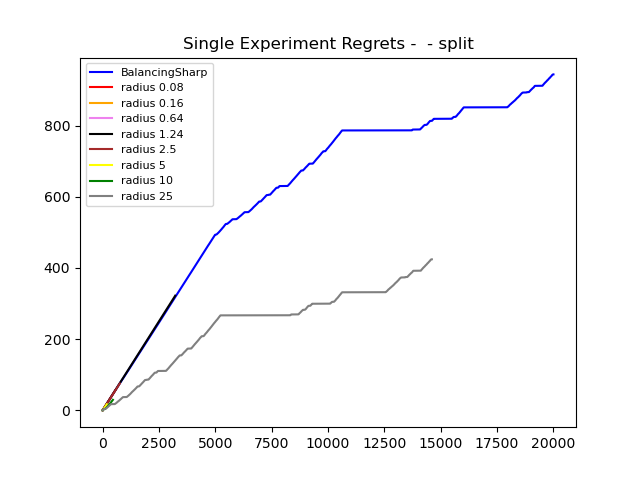 Single Experiment Regrets -  - split
BalancingSharp
radius 0.08
radius 0.16
radius 0.64
radius 1.24
radius 2.5
radius 5
radius 10
radius 25
800
600
400
200
0
0 2500 5000 7500 10000 12500 15000 17500 20000